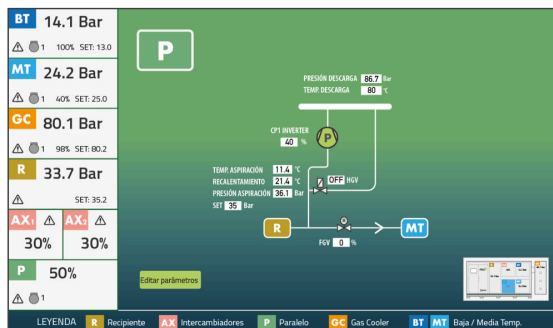 BT 14.1 Bar
1 100% SET: 13.0
MT 24.2 Bar
1 40% SET: 25.0
GC 80.1 Bar
1 98% SET: 80.2
R 33.7 Bar
SET: 35.2
AX1 AX2
30% 30%
P 50%
1
P
PRESIÓN DESCARGA 86.7 Bar
TEMP. DESCARGA 80 °C
CP1 INVERTER
40 %
P
TEMP. ASPIRACIÓN 11.4 °C
RECALENTAMIENTO 21.4 °C
PRESIÓN ASPIRACIÓN 36.1 Bar
SET 35 Bar
OFF HGV
R
MT
FGV 0 %
Editar parámetros
LEYENDA R Recipiente AX Intercambiadores P Paralelo GC Gas Cooler BT MT Baja / Media Temp.